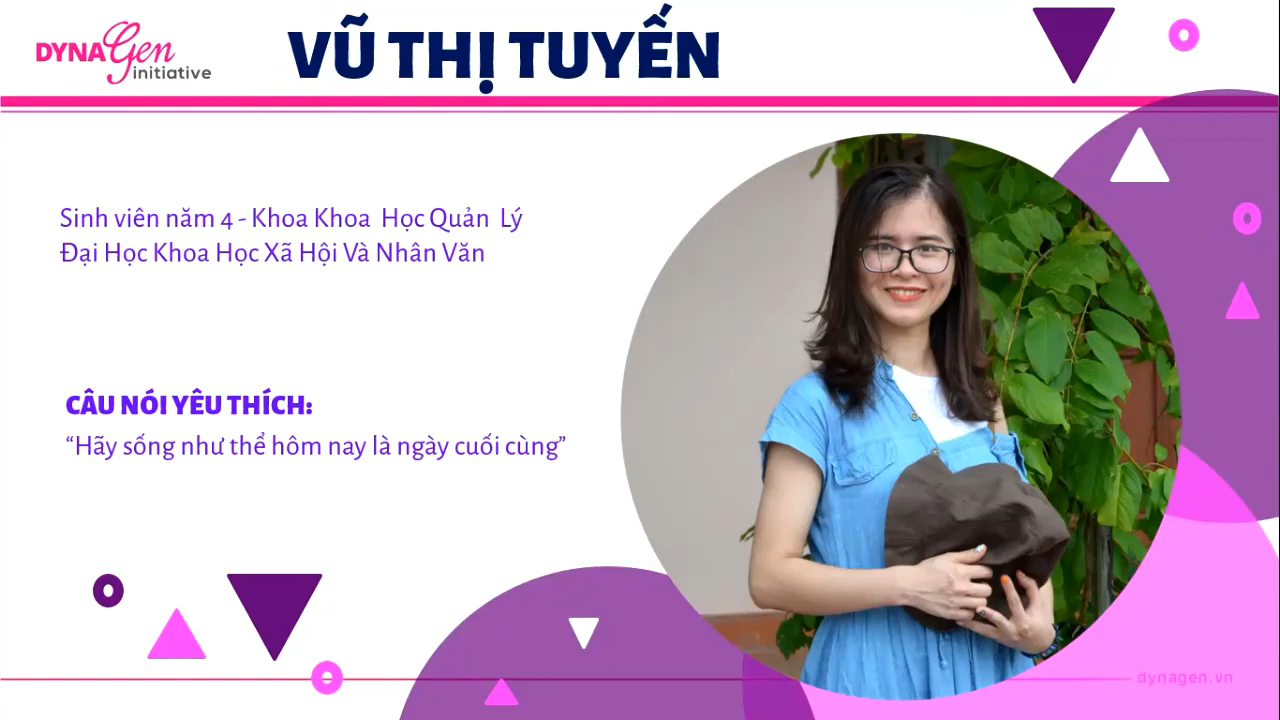 DYNAGen
initiative
VŨ THỊ TUYẾN
Sinh viên năm 4 - Khoa Khoa Học Quản Lý
Đại Học Khoa Học Xã Hội Và Nhân Văn
CÂU NÓI YÊU THÍCH:
“Hãy sống như thể hôm nay là ngày cuối cùng”
dynagen.vn